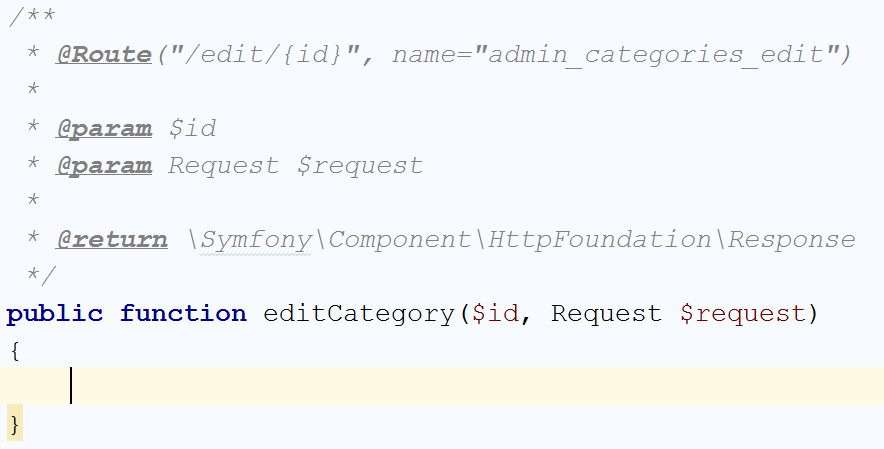 /**
 * @Route("/edit/{id}", name="admin_categories_edit")
 *
 * @param $id
 * @param Request $request
 *
 * @return \Symfony\Component\HttpFoundation\Response
 */
public function editCategory($id, Request $request)
{
}